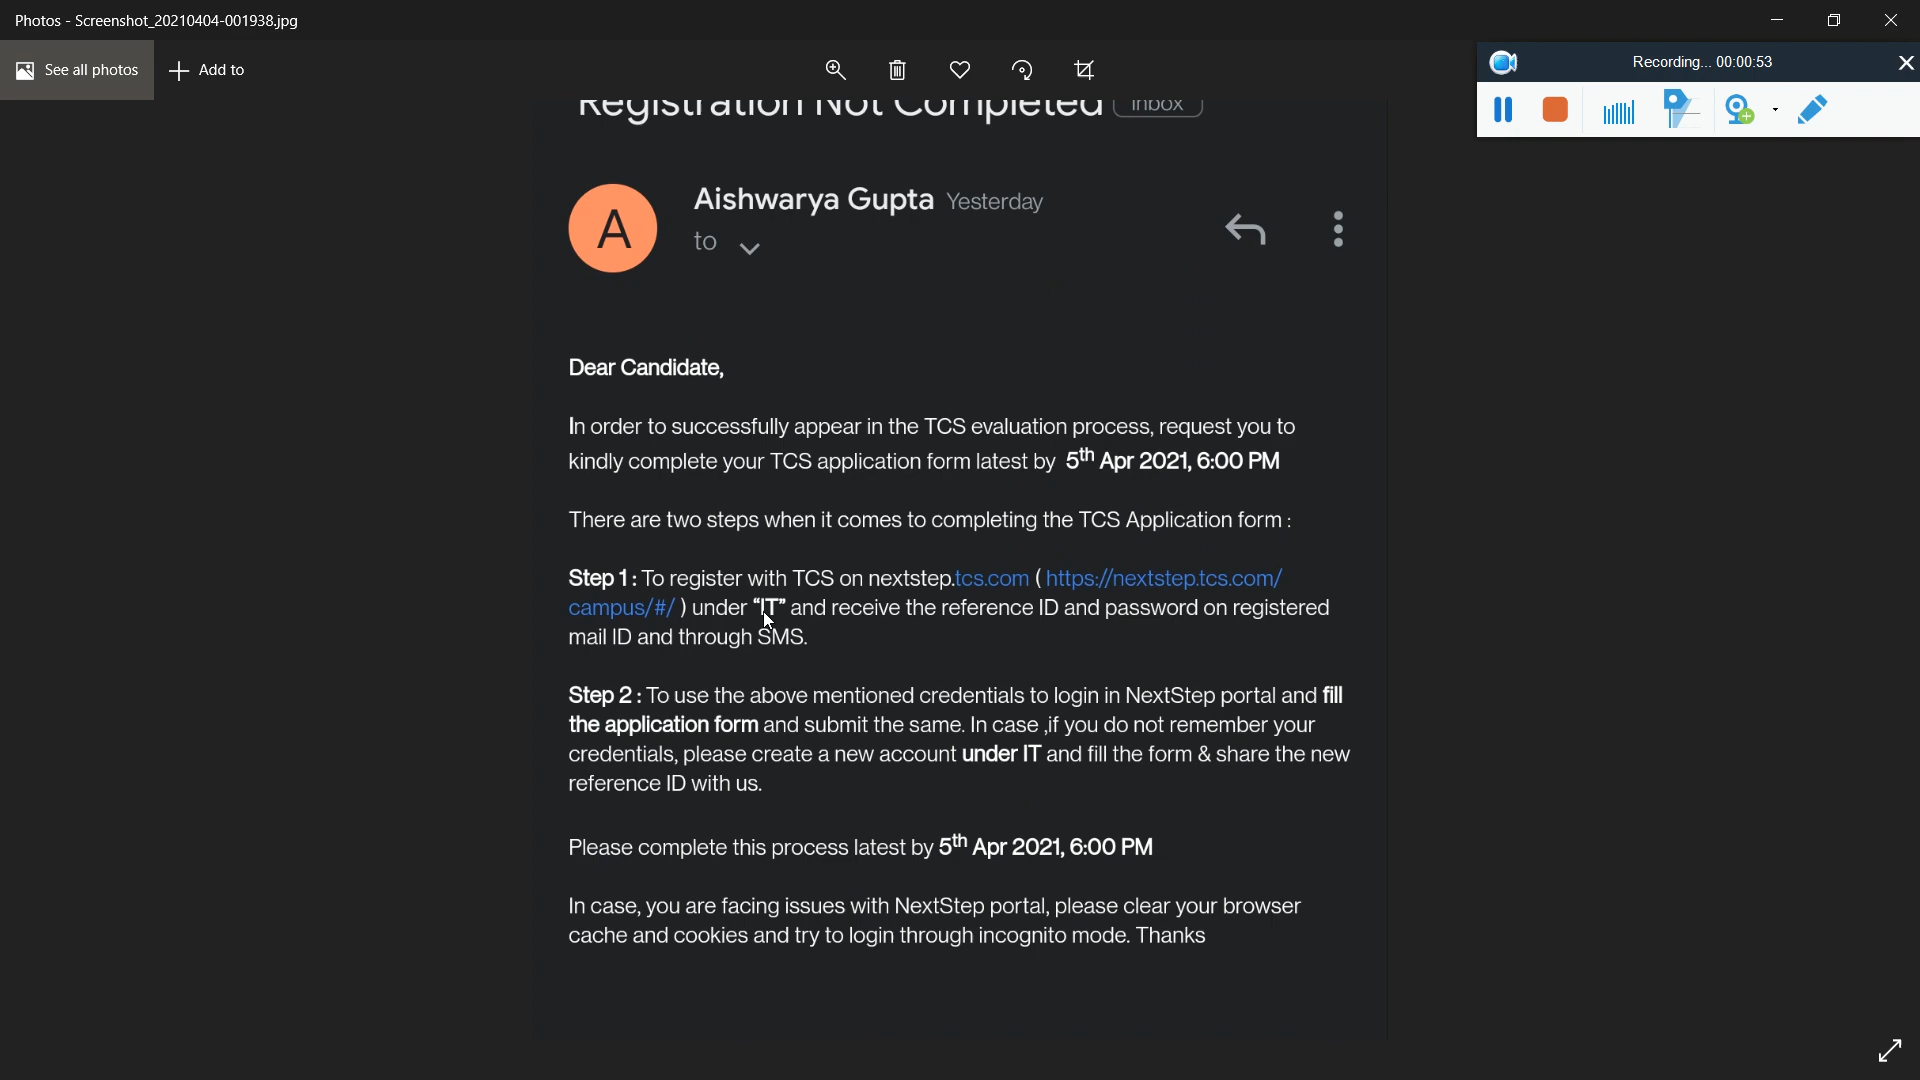 Photos - Screenshot_20210404-001938.jpg
See all photos
Add to
Recording... 00:00:53
Registration Not Completed Inbox
A
Aishwarya Gupta Yesterday
to
Dear Candidate,
In order to successfully appear in the TCS evaluation process, request you to
kindly complete your TCS application form latest by 5th Apr 2021, 6:00 PM
There are two steps when it comes to completing the TCS Application form :
Step 1 : To register with TCS on nextstep.tcs.com ( https://nextstep.tcs.com/
campus/#/ ) under “IT” and receive the reference ID and password on registered
mail ID and through SMS.
Step 2 : To use the above mentioned credentials to login in NextStep portal and fill
the application form and submit the same. In case ,if you do not remember your
credentials, please create a new account under IT and fill the form & share the new
reference ID with us.
Please complete this process latest by 5th Apr 2021, 6:00 PM
In case, you are facing issues with NextStep portal, please clear your browser
cache and cookies and try to login through incognito mode. Thanks